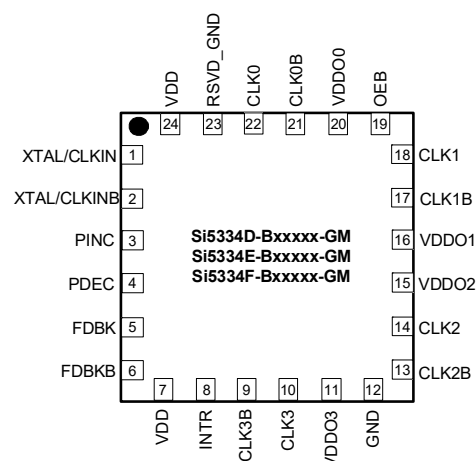 VDD
RSVD_GND
CLK0
CLK0B
VDDO0
OEB
24
23
22
21
20
19
XTAL/CLKIN 1
18 CLK1
XTAL/CLKINB 2
17 CLK1B
PINC 3
Si5334D-Bxxxxx-GM
16 VDDO1
Si5334E-Bxxxxx-GM
PDEC 4
Si5334F-Bxxxxx-GM
15 VDDO2
FDBK 5
14 CLK2
FDBKB 6
13 CLK2B
7
8
9
10
11
12
VDD
INTR
CLK3B
CLK3
VDDO3
GND